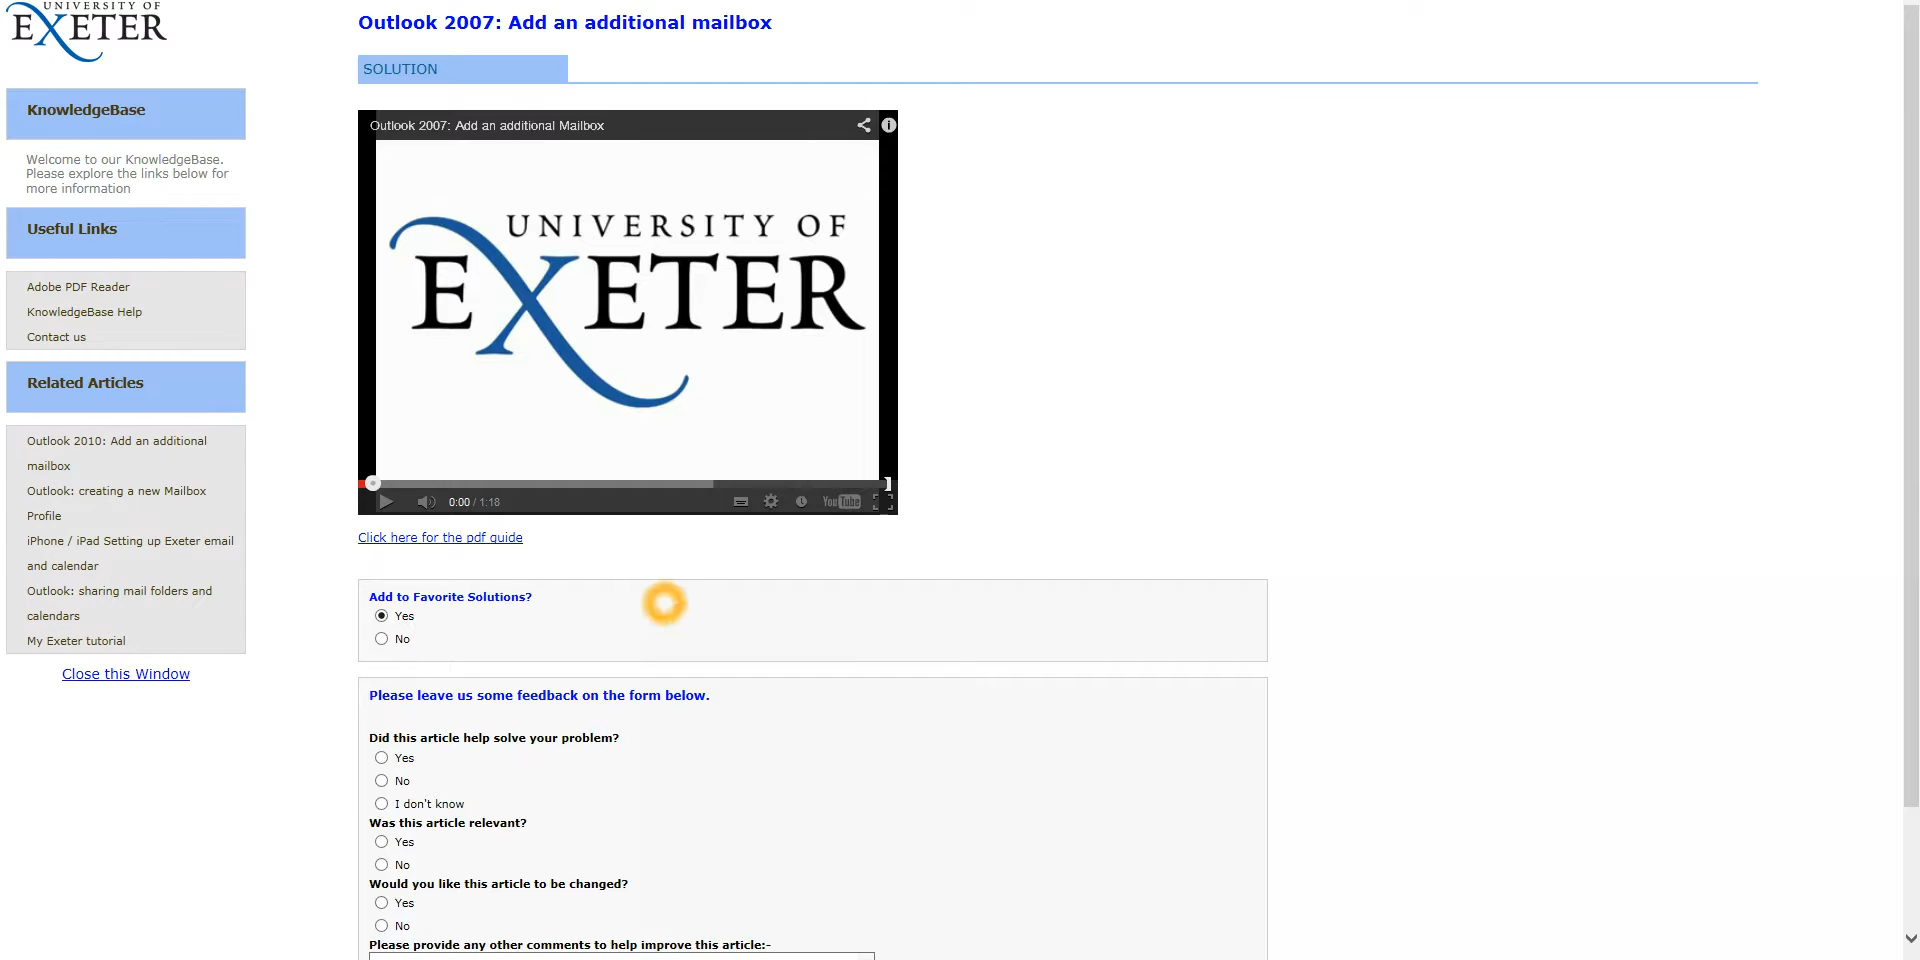 UNIVERSITY OF
EXETER
KnowledgeBase
Welcome to our KnowledgeBase.
Please explore the links below for
more information
Useful Links
Adobe PDF Reader
KnowledgeBase Help
Contact us
Related Articles
Outlook 2010: Add an additional
mailbox
Outlook: creating a new Mailbox
Profile
iPhone / iPad Setting up Exeter email
and calendar
Outlook: sharing mail folders and
calendars
My Exeter tutorial
Close this Window
Outlook 2007: Add an additional mailbox
SOLUTION
Outlook 2007: Add an additional Mailbox
UNIVERSITY OF
EXETER
0:00 / 1:18
YouTube
Click here for the pdf guide
Add to Favorite Solutions?
Yes
No
Please leave us some feedback on the form below.
Did this article help solve your problem?
Yes
No
I don't know
Was this article relevant?
Yes
No
Would you like this article to be changed?
Yes
No
Please provide any other comments to help improve this article:-